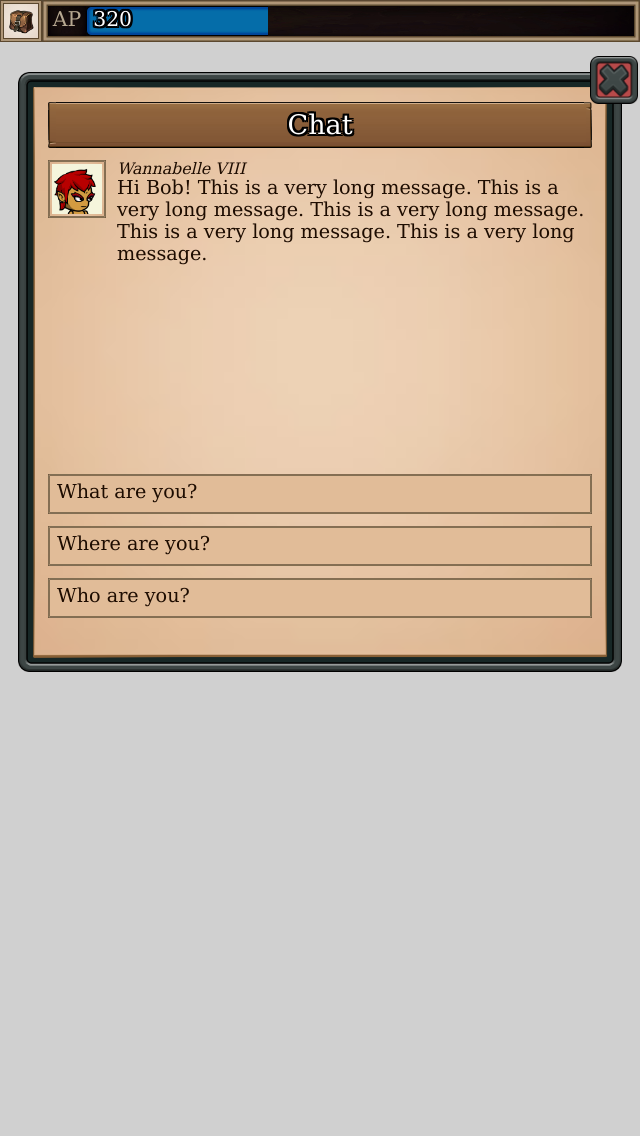 AP 320
Chat
Wannabelle VIII
Hi Bob! This is a very long message. This is a
very long message. This is a very long message.
This is a very long message. This is a very long
message.
What are you?
Where are you?
Who are you?